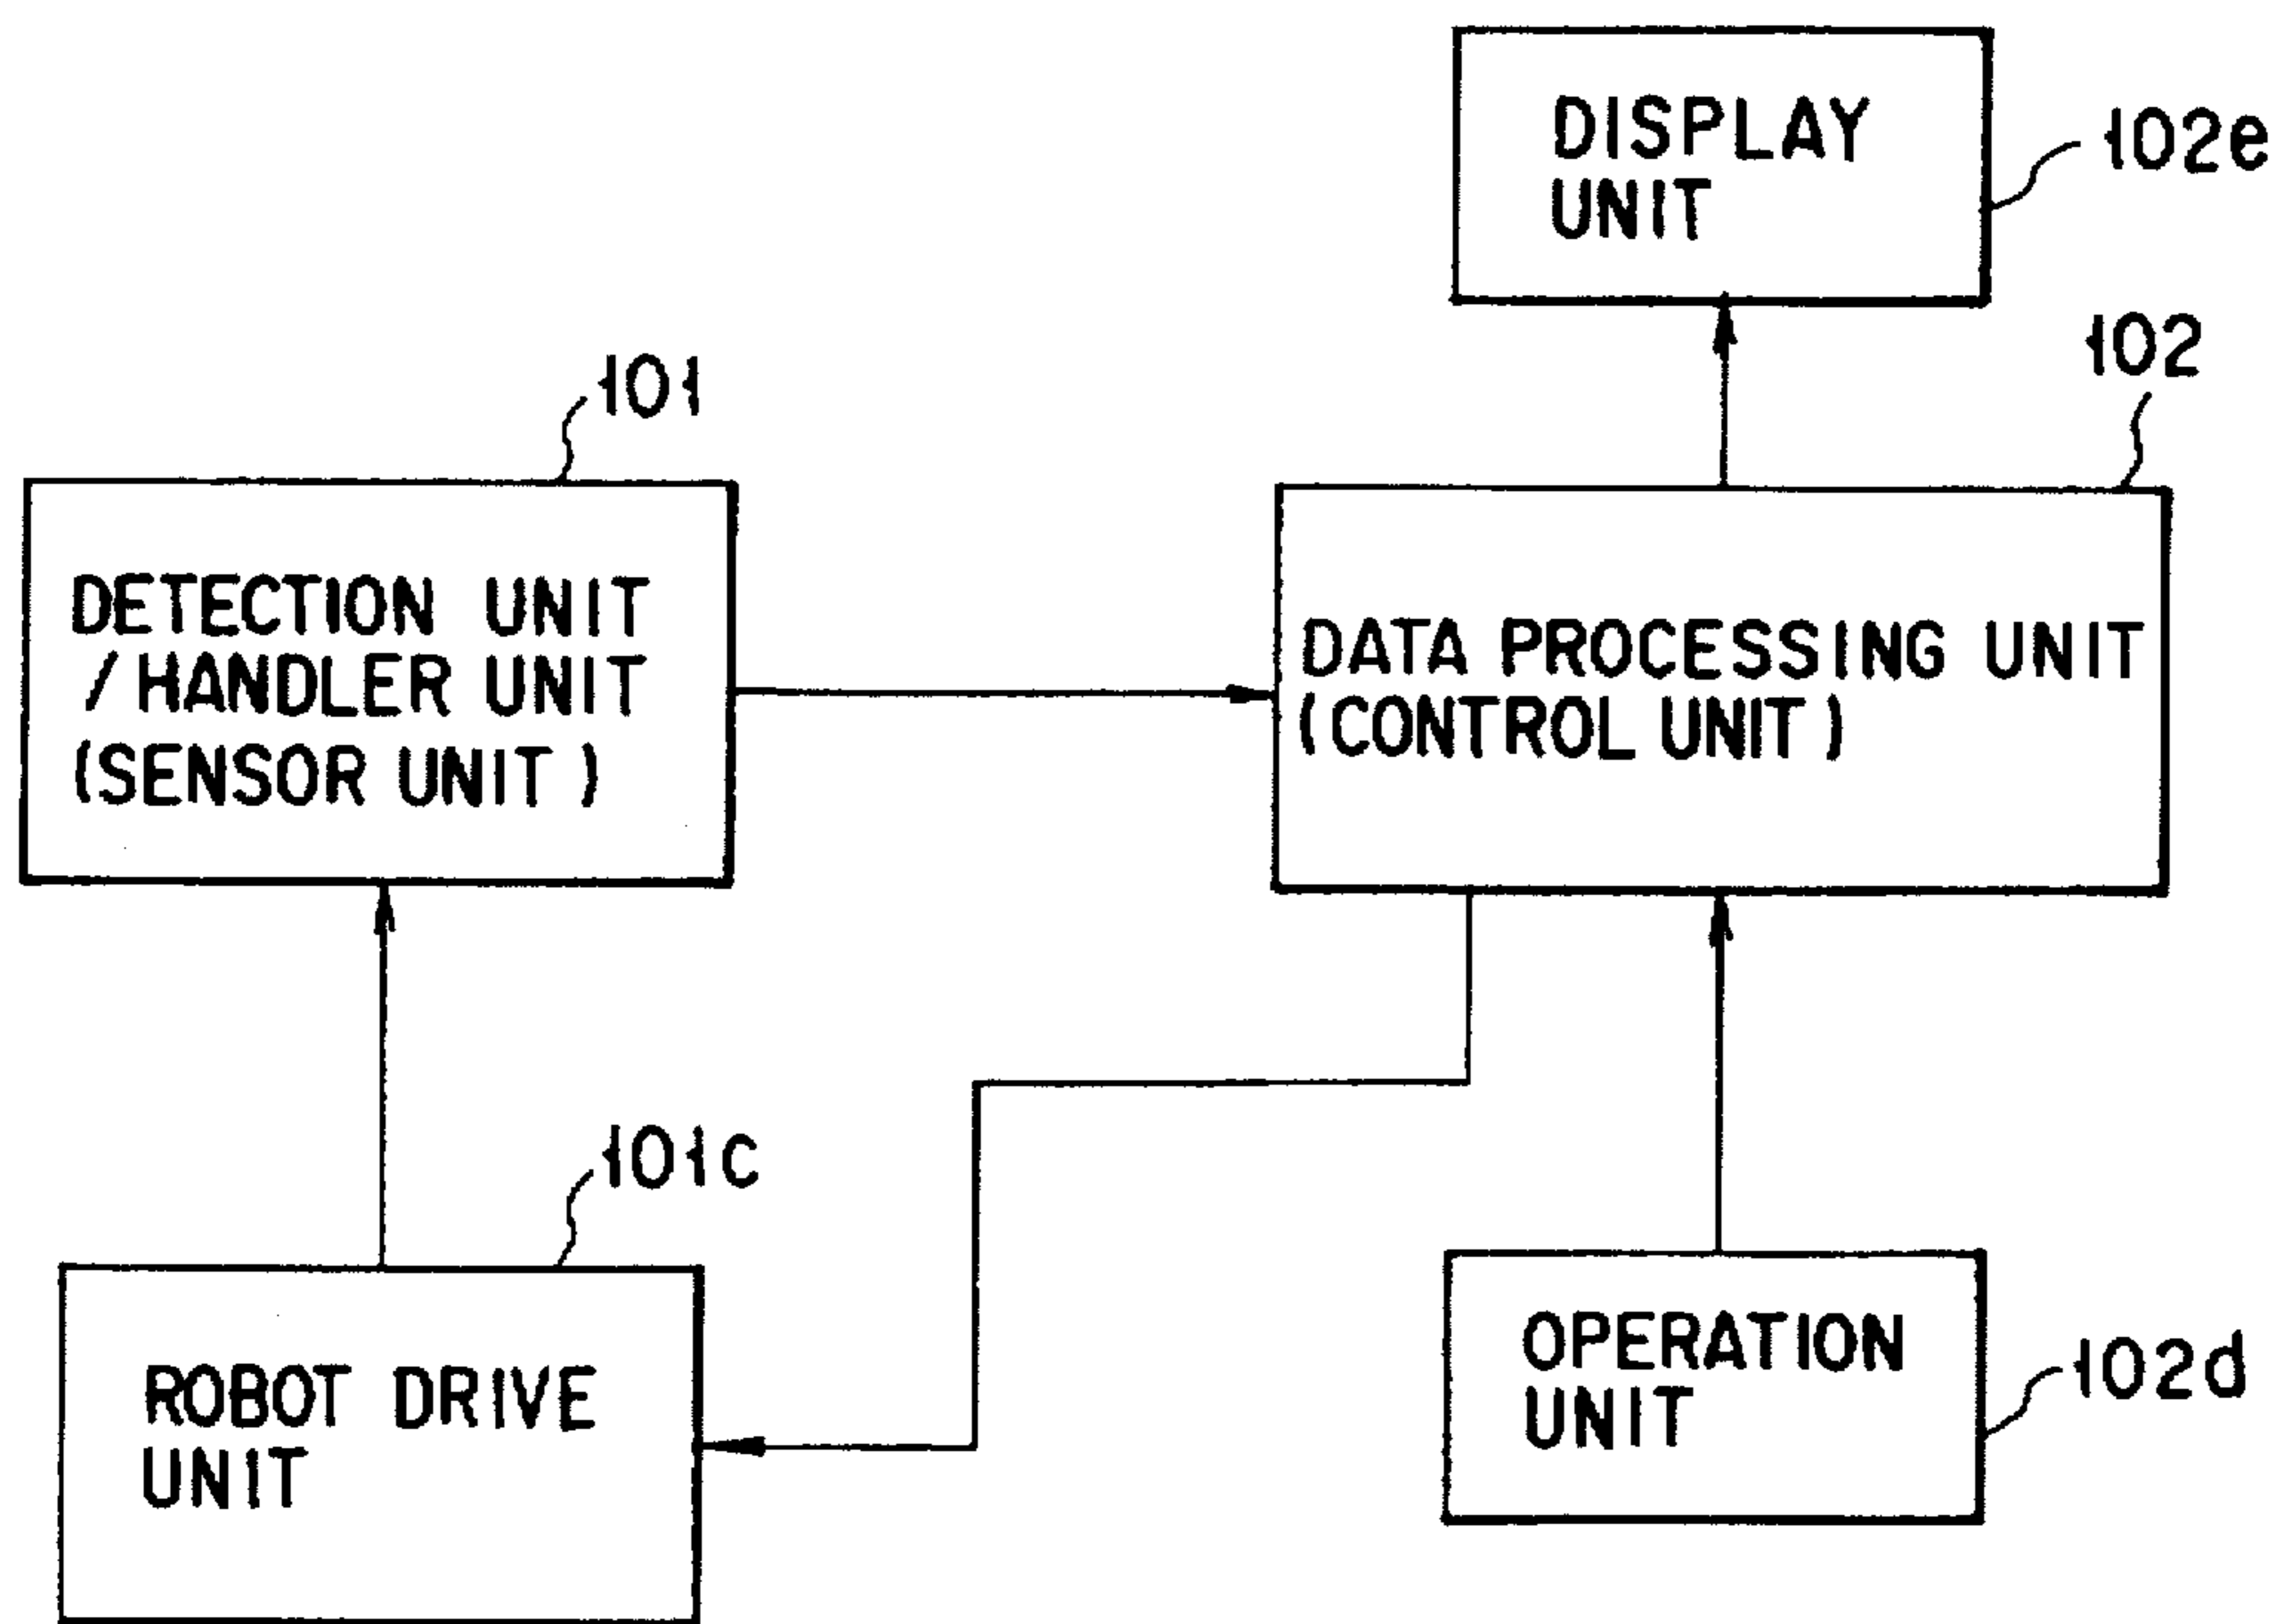 DISPLAY
UNIT
102e
102
101
DETECTION UNIT
/HANDLER UNIT
(SENSOR UNIT)
DATA PROCESSING UNIT
(CONTROL UNIT)
101c
ROBOT DRIVE
UNIT
OPERATION
UNIT
102d